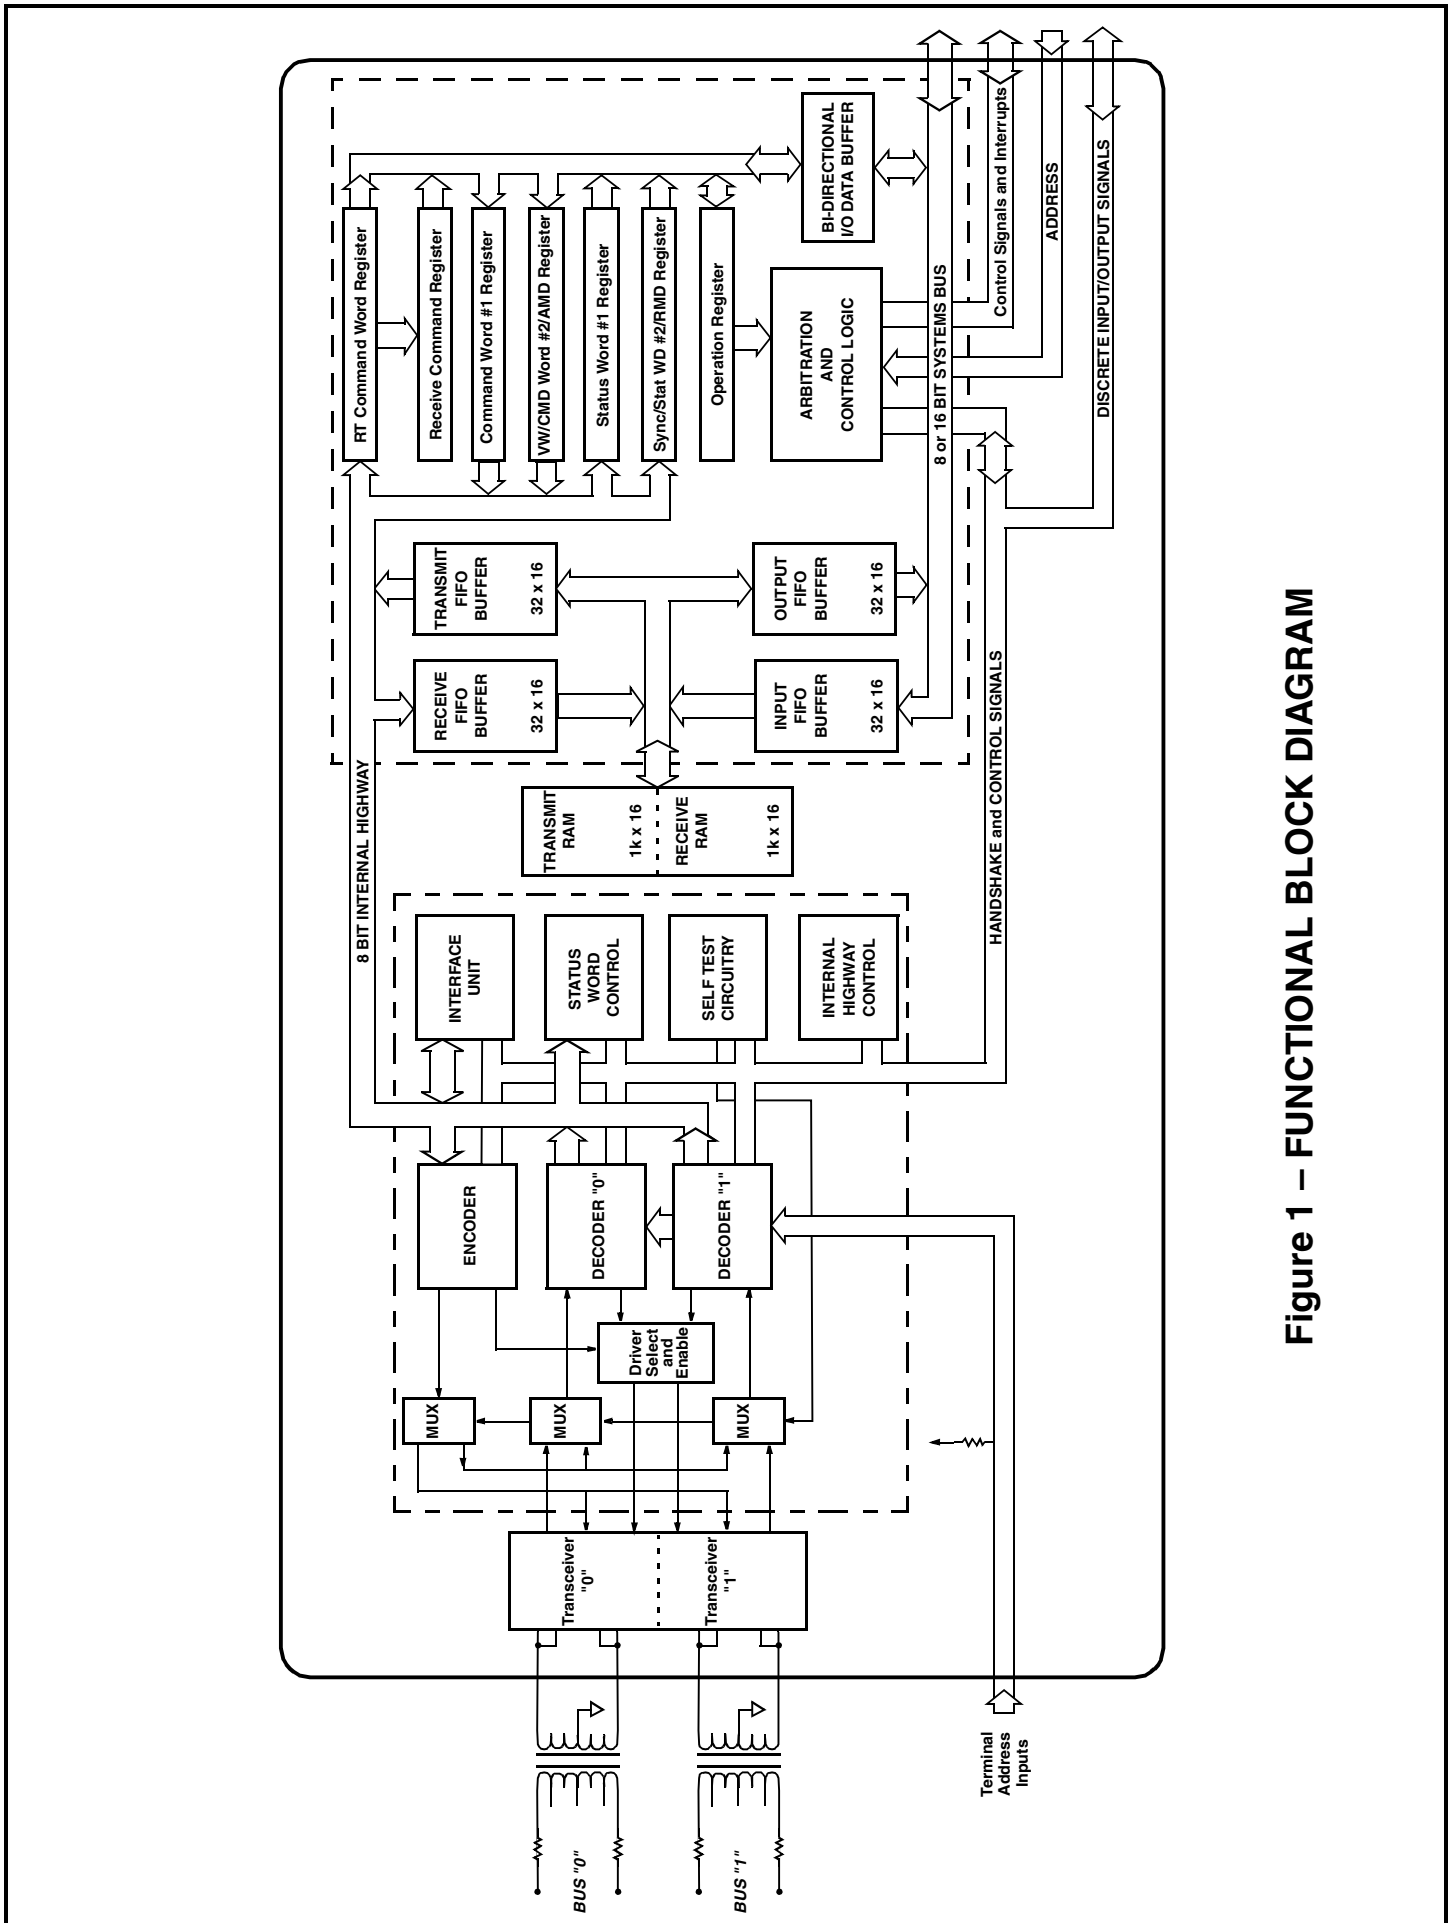 RT Command Word Register
Receive Command Register
Command Word #1 Register
VW/CMD Word #2/AMD Register
Status Word #1 Register
Sync/Stat WD #2/RMD Register
Operation Register
BI-DIRECTIONAL
I/O DATA BUFFER
ARBITRATION
AND
CONTROL LOGIC
8 or 16 BIT SYSTEMS BUS
Control Signals and Interrupts
ADDRESS
DISCRETE INPUT/OUTPUT SIGNALS
TRANSMIT
FIFO
BUFFER
32 x 16
OUTPUT
FIFO
BUFFER
32 x 16
RECEIVE
FIFO
BUFFER
32 x 16
INPUT
FIFO
BUFFER
32 x 16
8 BIT INTERNAL HIGHWAY
TRANSMIT
RAM
1k x 16
RECEIVE
RAM
1k x 16
HANDSHAKE and CONTROL SIGNALS
INTERFACE
UNIT
STATUS
WORD
CONTROL
SELF TEST
CIRCUITRY
INTERNAL
HIGHWAY
CONTROL
ENCODER
DECODER "0"
DECODER "1"
Driver
Select
and
Enable
MUX
MUX
MUX
Transceiver
"0"
Transceiver
"1"
Terminal
Address
Inputs
BUS "0"
BUS "1"
Figure 1 – FUNCTIONAL BLOCK DIAGRAM